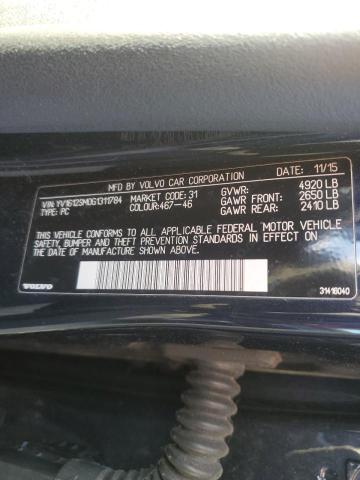 MFD BY VOLVO CAR CORPORATION 11/15
VIN: YV1612SM0G1311784 MARKET CODE: 31 GVWR: 4920 LB
TYPE: PC COLOUR: 467-46 GAWR FRONT: 2650 LB
GAWR REAR: 2410 LB
THIS VEHICLE CONFORMS TO ALL APPLICABLE FEDERAL MOTOR VEHICLE
SAFETY, BUMPER AND THEFT PREVENTION STANDARDS IN EFFECT ON
THE DATE OF MANUFACTURE SHOWN ABOVE.
VOLVO 31416040